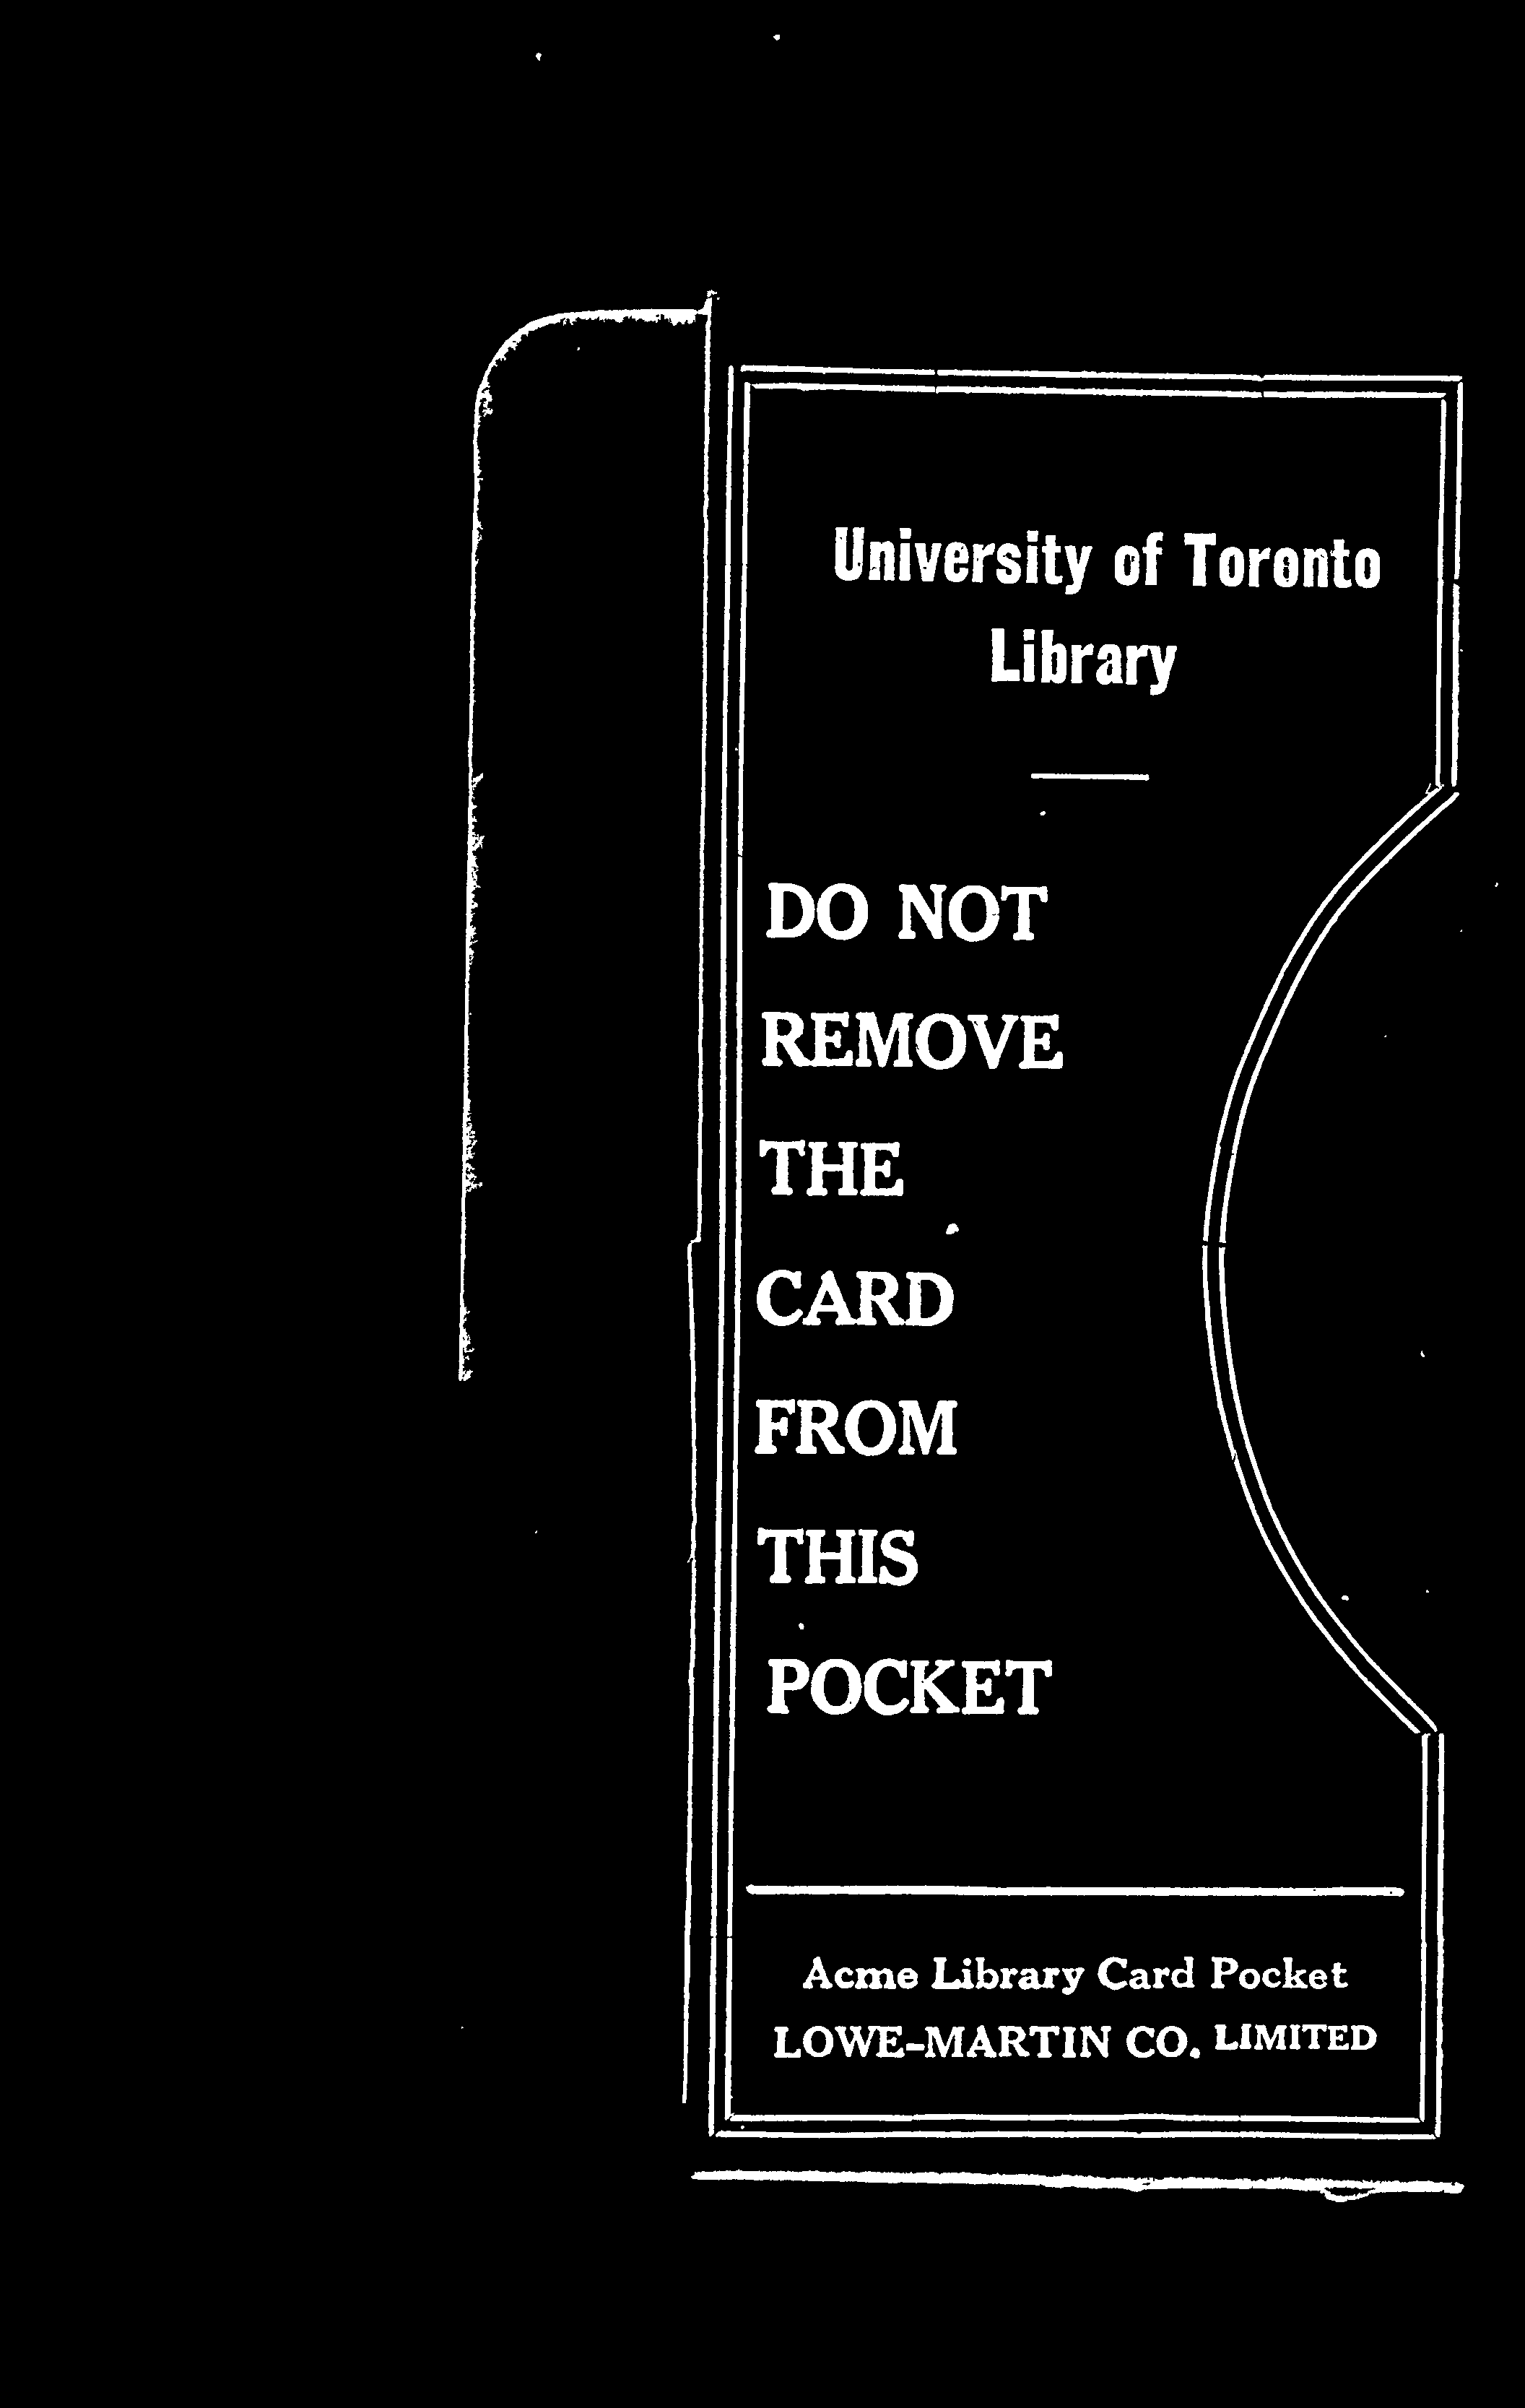 University of Toronto
Library
DO NOT
REMOVE
THE
CARD
FROM
THIS
POCKET
Acme Library Card Pocket
LOWE-MARTIN CO. LIMITED